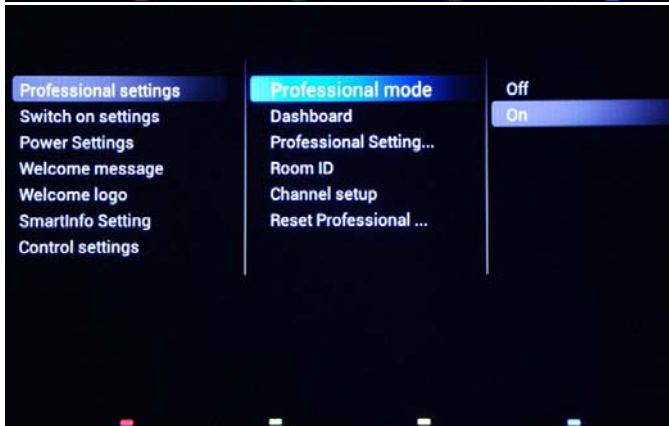 Professional settings
Switch on settings
Power Settings
Welcome message
Welcome logo
SmartInfo Setting
Control settings
Professional mode
Dashboard
Professional Setting...
Room ID
Channel setup
Reset Professional ...
Off
On